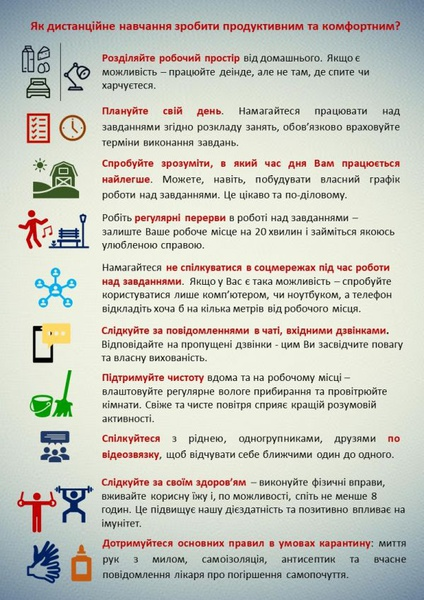 Як дистанційне навчання зробити продуктивним та комфортним?
Розділяйте робочий простір від домашнього. Якщо є
можливість – працюйте деінде, але не там, де спите чи
харчуєтеся.
Плануйте свій день. Намагайтеся працювати над
завданнями згідно розкладу занять, обов’язково враховуйте
терміни виконання завдань.
Спробуйте зрозуміти, в який час дня Вам працюється
найлегше. Можете, навіть, побудувати власний графік
роботи над завданнями. Це цікаво та по-діловому.
Робіть регулярні перерви в роботі над завданнями –
залиште Ваше робоче місце на 20 хвилин і займіться якоюсь
улюбленою справою.
Намагайтеся не спілкуватися в соцмережах під час роботи
над завданнями. Якщо у Вас є така можливість – спробуйте
користуватися лише комп’ютером, чи ноутбуком, а телефон
відкладіть хоча б на кілька метрів від робочого місця.
Слідкуйте за повідомленнями в чаті, вхідними дзвінками.
Відповідайте на пропущені дзвінки - цим Ви засвідчите повагу
та власну вихованість.
Підтримуйте чистоту вдома та на робочому місці –
влаштовуйте регулярне вологе прибирання та провітрюйте
кімнати. Свіже та чисте повітря сприяє кращій розумовій
активності.
Спілкуйтеся з ріднею, одногрупниками, друзями по
відеозвязку, щоб відчувати себе ближчими один до одного.
Слідкуйте за своїм здоров’ям – виконуйте фізичні вправи,
вживайте корисну їжу і, по можливості, спіть не менше 8
годин. Це підвищує нашу дієздатність та позитивно впливає на
імунітет.
Дотримуйтеся основних правил в умовах карантину: миття
рук з милом, самоізоляція, антисептик та вчасне
повідомлення лікаря про погіршення самопочуття.